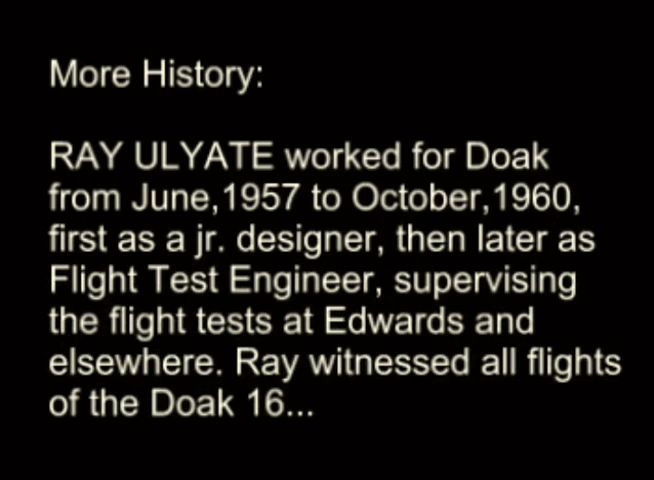 More History:
RAY ULYATE worked for Doak
from June,1957 to October,1960,
first as a jr. designer, then later as
Flight Test Engineer, supervising
the flight tests at Edwards and
elsewhere. Ray witnessed all flights
of the Doak 16...